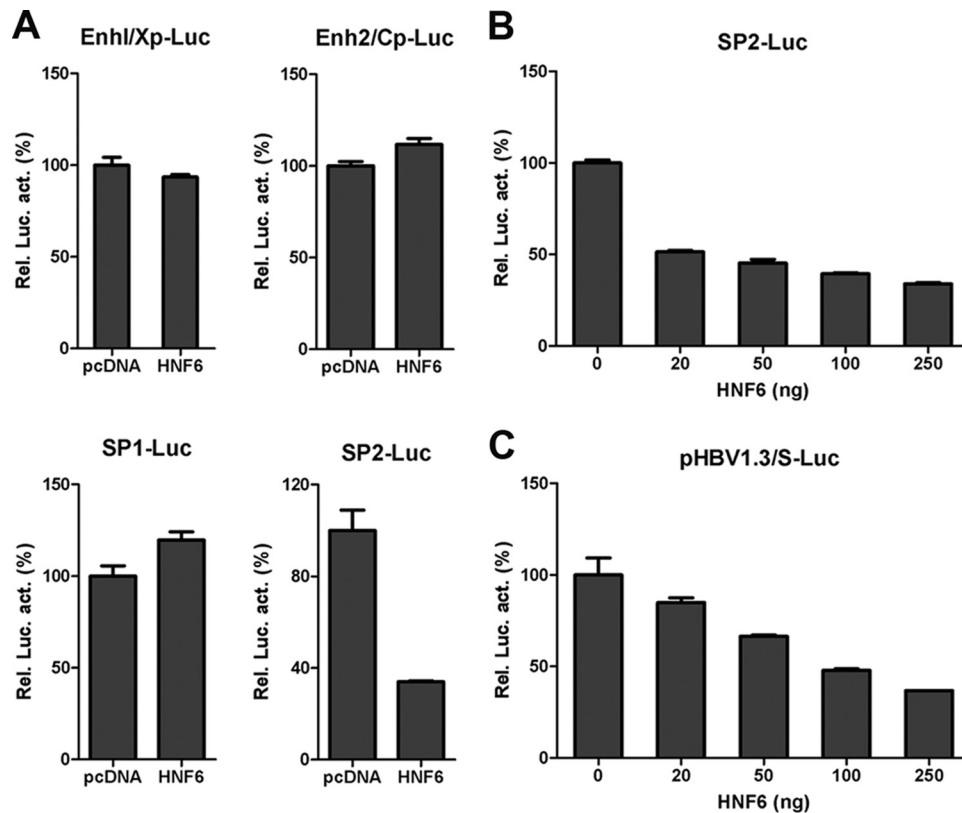 A
EnhI/Xp-Luc
Rel. Luc. act. (%)
150
100
50
0
pcDNA HNF6
Enh2/Cp-Luc
Rel. Luc. act. (%)
150
100
50
0
pcDNA HNF6
SP1-Luc
Rel. Luc. act. (%)
150
100
50
0
pcDNA HNF6
SP2-Luc
Rel. Luc. act. (%)
120
80
40
0
pcDNA HNF6
B
SP2-Luc
Rel. Luc. act. (%)
150
100
50
0
0 20 50 100 250
HNF6 (ng)
C
pHBV1.3/S-Luc
Rel. Luc. act. (%)
150
100
50
0
0 20 50 100 250
HNF6 (ng)